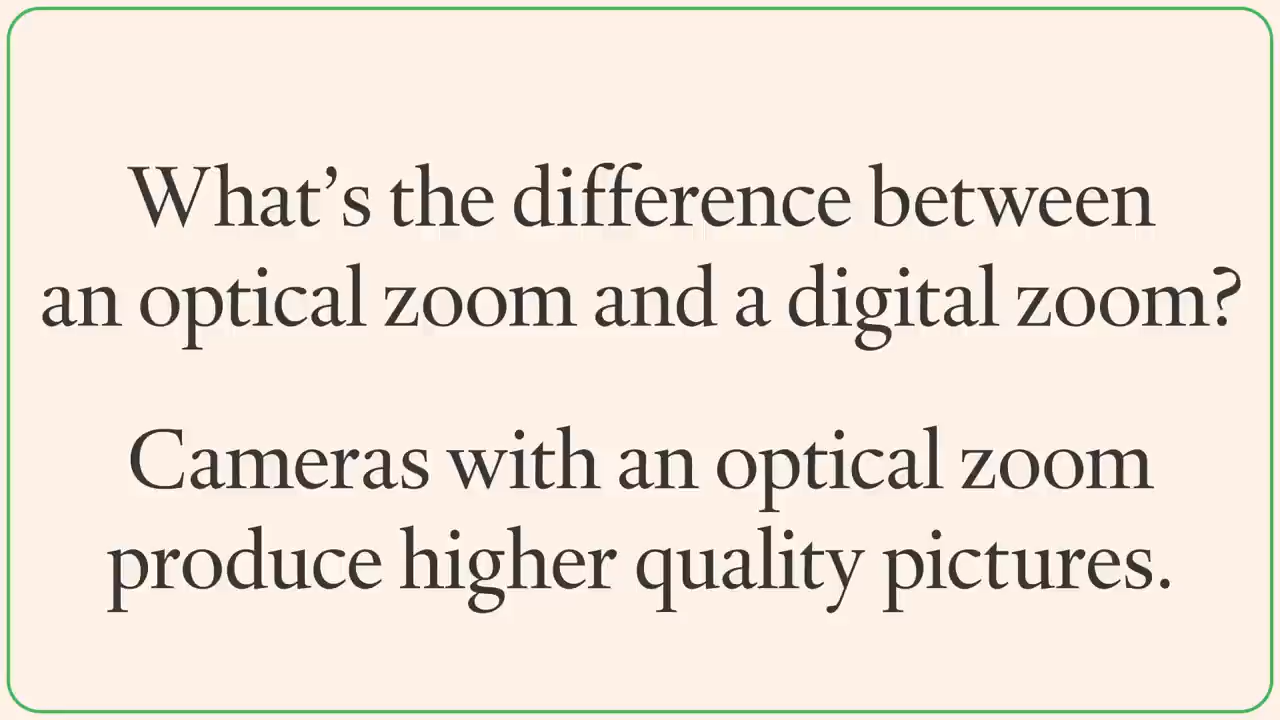 What’s the difference between
an optical zoom and a digital zoom?
Cameras with an optical zoom
produce higher quality pictures.